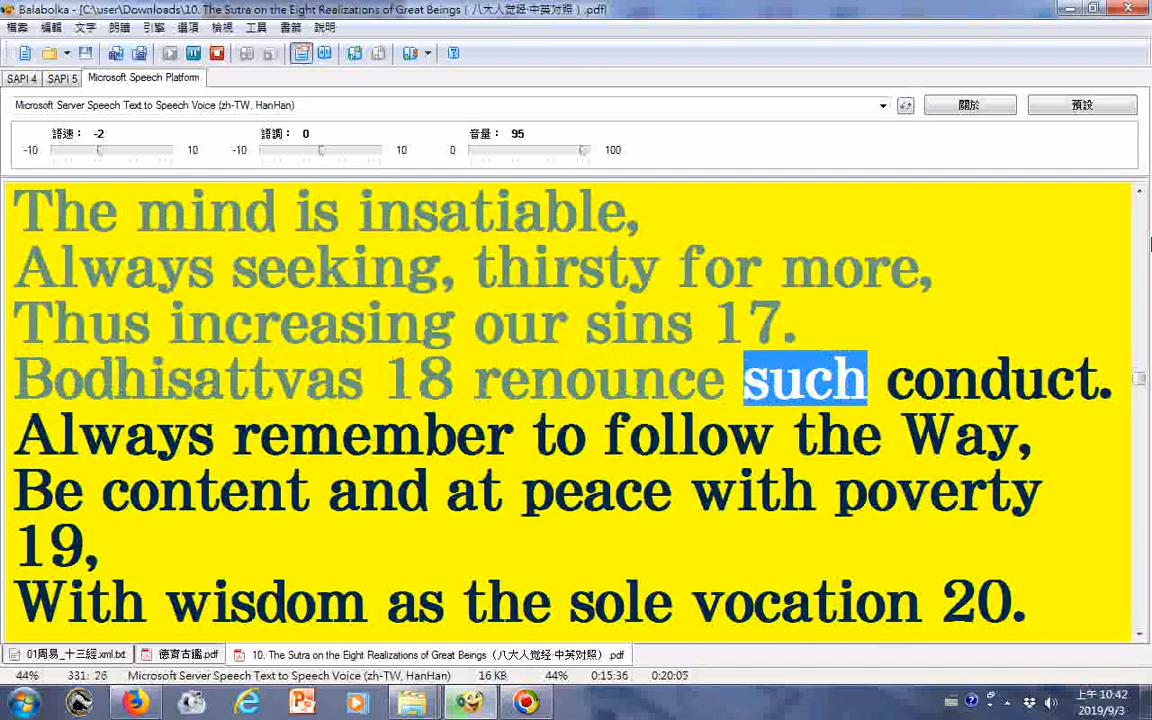 Balabolka - [C:\user\Downloads\10. The Sutra on the Eight Realizations of Great Beings（八大人觉经·中英对照）.pdf]
檔案 編輯 文字 朗讀 引擎 選項 檢視 工具 書籤 說明
SAPI 4 SAPI 5 Microsoft Speech Platform
Microsoft Server Speech Text to Speech Voice (zh-TW, HanHan) 關於 預設
語速： -2 語調： 0 音量： 95
-10 10 -10 10 0 100
The mind is insatiable,
Always seeking, thirsty for more,
Thus increasing our sins 17.
Bodhisattvas 18 renounce such conduct.
Always remember to follow the Way,
Be content and at peace with poverty
19,
With wisdom as the sole vocation 20.
01周易_十三經.xml.txt 德育古鑑.pdf 10. The Sutra on the Eight Realizations of Great Beings（八大人觉经·中英对照）.pdf
44% 331: 26 Microsoft Server Speech Text to Speech Voice (zh-TW, HanHan) 16 KB 44% 0:15:36 0:20:05
上午 10:42
2019/9/3